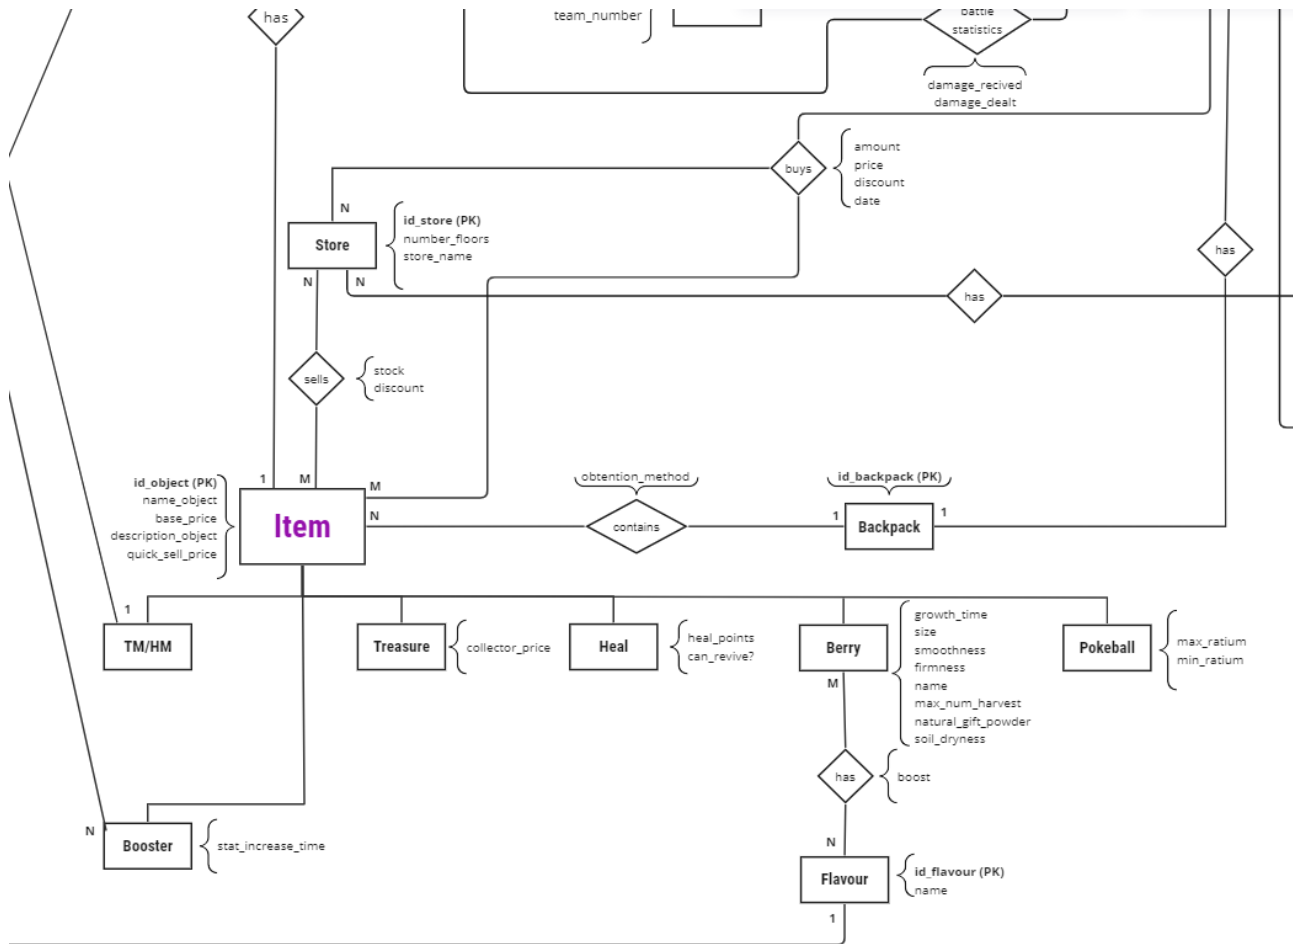 has
team_number
battle
statistics
damage_recived
damage_dealt
buys
amount
price
discount
date
N
Store
id_store (PK)
number_floors
store_name
has
N
N
has
sells
stock
discount
id_object (PK)
name_object
base_price
description_object
quick_sell_price
1
M
M
Item
N
obtention_method
contains
id_backpack (PK)
1
Backpack
1
1
TM/HM
Treasure
collector_price
Heal
heal_points
can_revive?
Berry
M
growth_time
size
smoothness
firmness
name
max_num_harvest
natural_gift_powder
soil_dryness
Pokeball
max_ratium
min_ratium
has
boost
N
Booster
stat_increase_time
N
Flavour
id_flavour (PK)
name
1